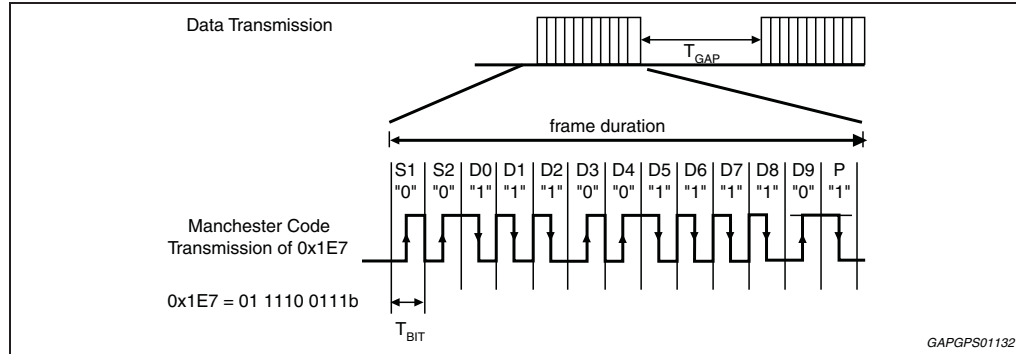 Data Transmission
TGAP
frame duration
S1 S2 D0 D1 D2 D3 D4 D5 D6 D7 D8 D9 P
"0" "0" "1" "1" "1" "0" "0" "1" "1" "1" "1" "0" "1"
Manchester Code
Transmission of 0x1E7
0x1E7 = 01 1110 0111b
TBIT
GAPGPS01132